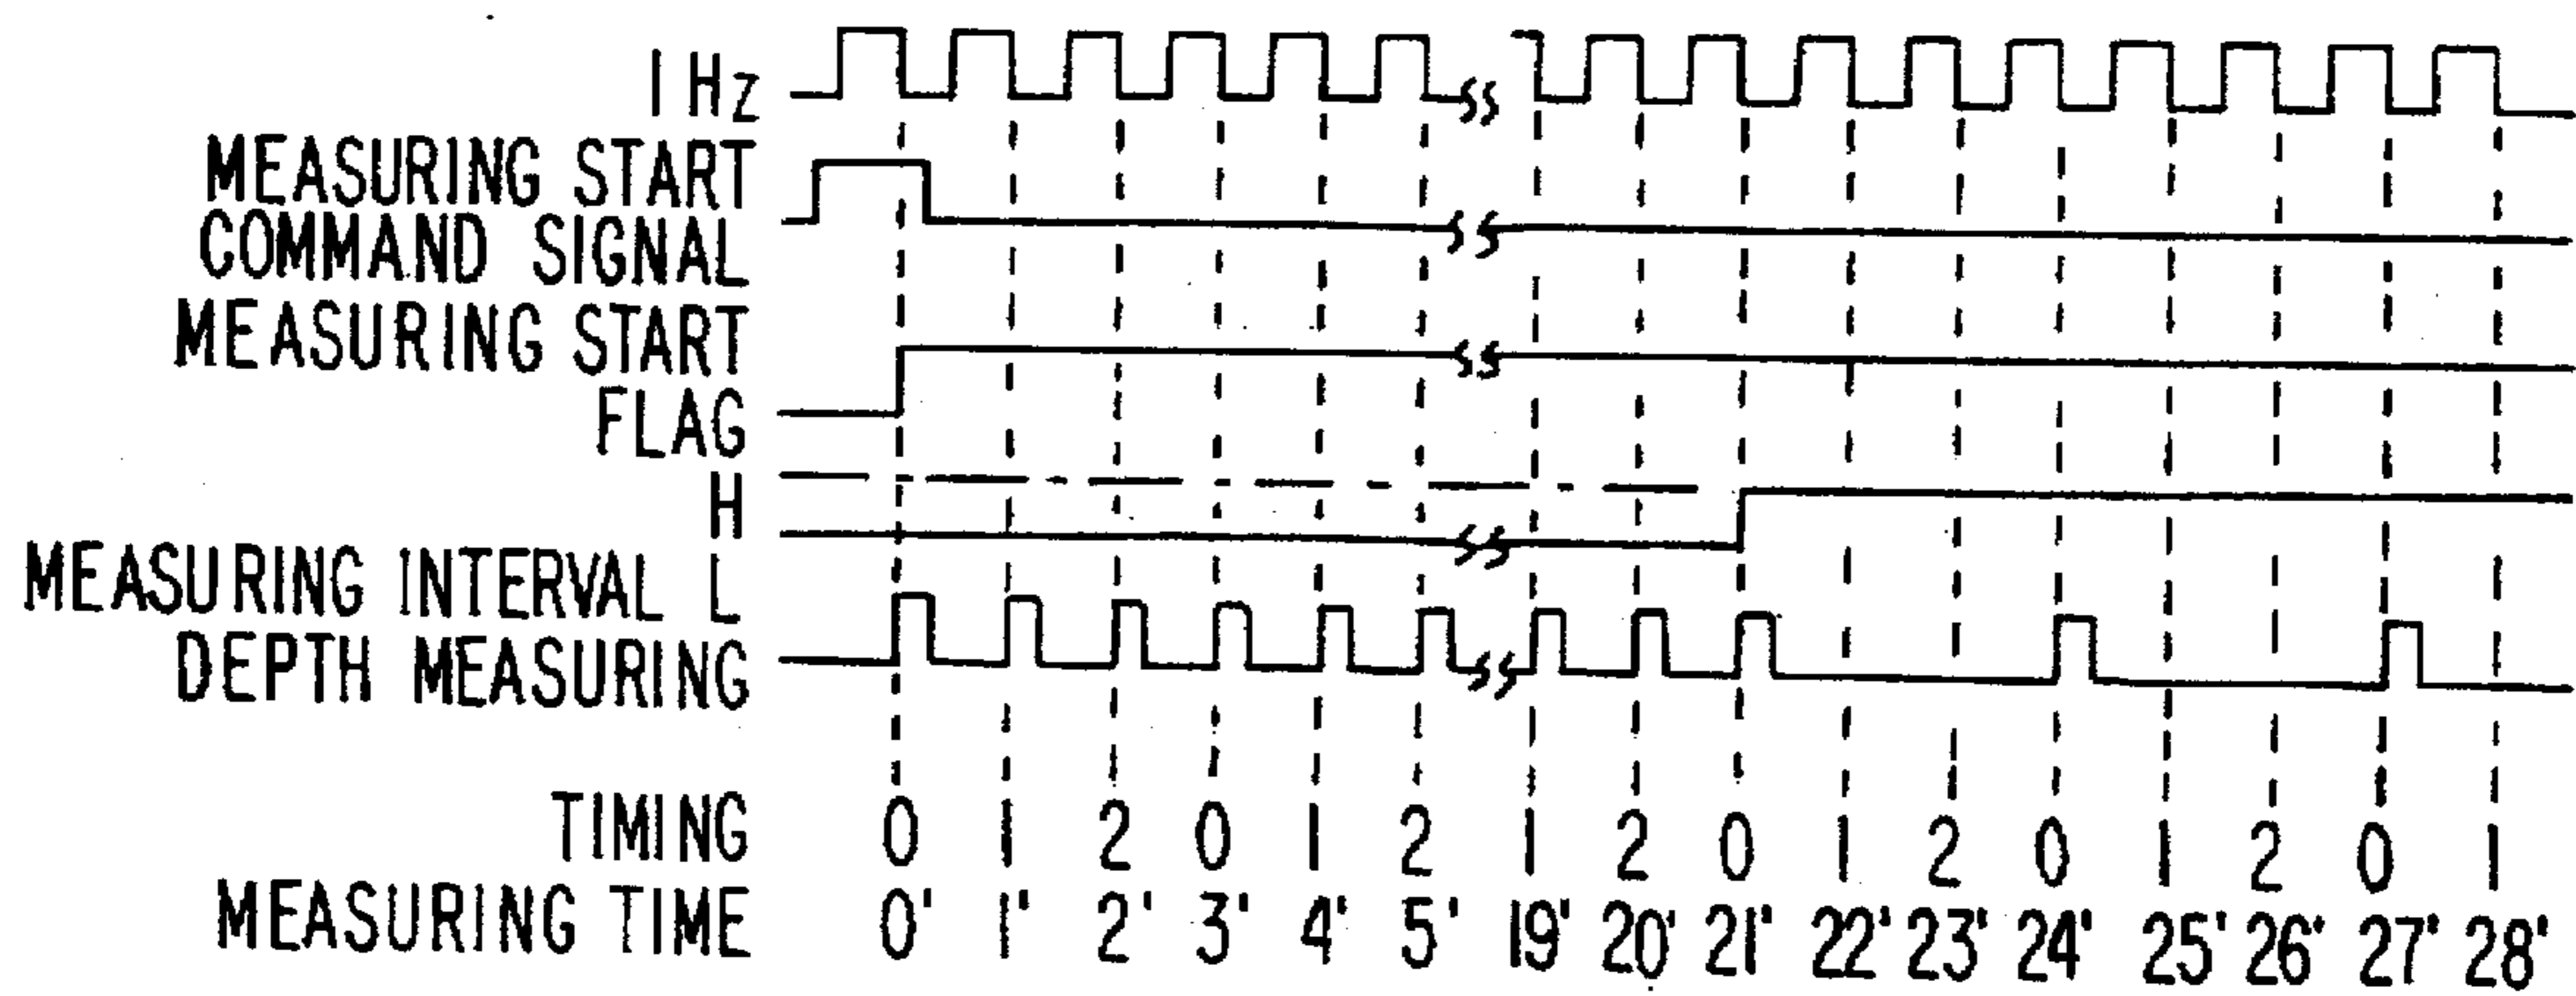 1 Hz
MEASURING START
COMMAND SIGNAL
MEASURING START
FLAG
H
MEASURING INTERVAL L
DEPTH MEASURING
TIMING 0 1 2 0 1 2 1 2 0 1 2 0 1 2 0 1
MEASURING TIME 0' 1' 2' 3' 4' 5' 19' 20' 21' 22' 23' 24' 25' 26' 27' 28'